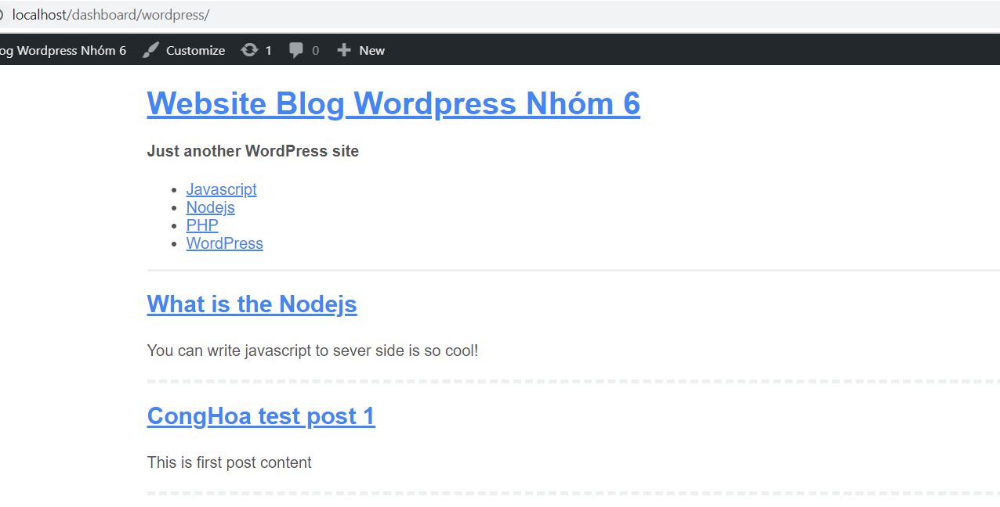 localhost/dashboard/wordpress/
og Wordpress Nhóm 6 Customize 1 0 New
Website Blog Wordpress Nhóm 6
Just another WordPress site
Javascript
Nodejs
PHP
WordPress
What is the Nodejs
You can write javascript to sever side is so cool!
CongHoa test post 1
This is first post content